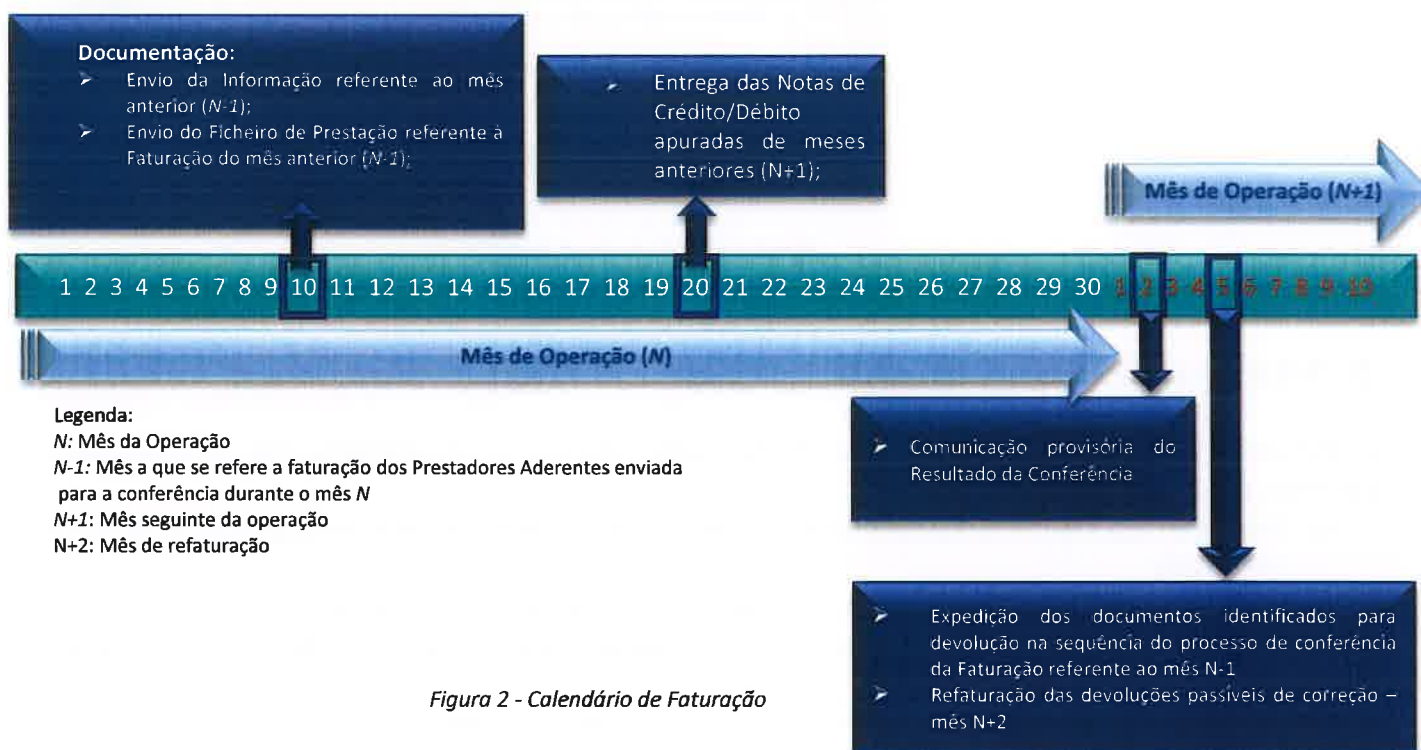 Documentação:
➢ Envio da Informação referente ao mês
anterior (N-1);
➢ Envio do Ficheiro de Prestação referente à
Faturação do mês anterior (N-1);
➢ Entrega das Notas de
Crédito/Débito
apuradas de meses
anteriores (N+1);
Mês de Operação (N+1)
1 2 3 4 5 6 7 8 9 10 11 12 13 14 15 16 17 18 19 20 21 22 23 24 25 26 27 28 29 30 1 2 3 4 5 6 7 8 9 10
Mês de Operação (N)
Legenda:
N: Mês da Operação
N-1: Mês a que se refere a faturação dos Prestadores Aderentes enviada
para a conferência durante o mês N
N+1: Mês seguinte da operação
N+2: Mês de refaturação
➢ Comunicação provisória do
Resultado da Conferência
➢ Expedição dos documentos identificados para
devolução na sequência do processo de conferência
da Faturação referente ao mês N-1
➢ Refaturação das devoluções passíveis de correção –
mês N+2
Figura 2 - Calendário de Faturação